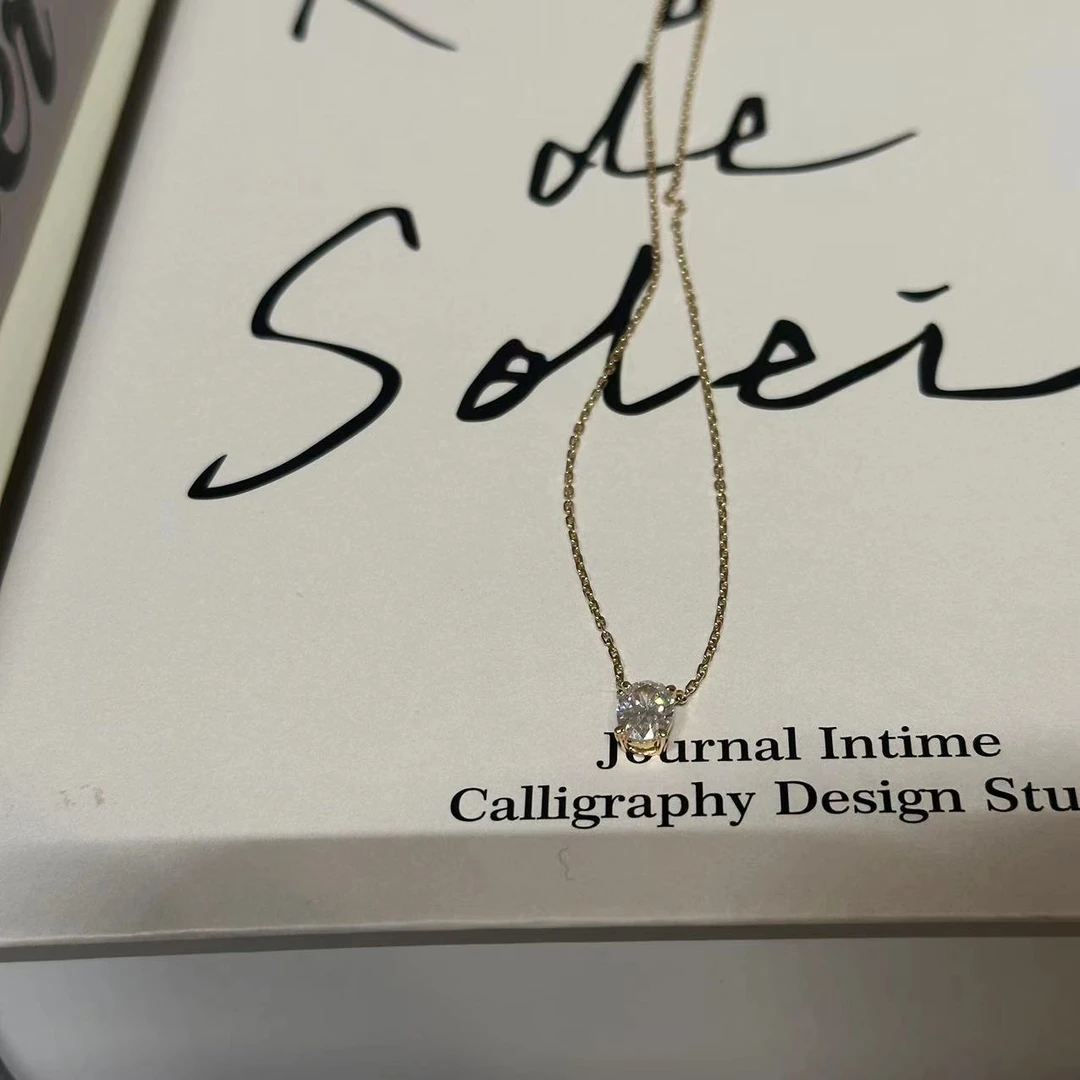 de
Solei
Journal Intime
Calligraphy Design Stu